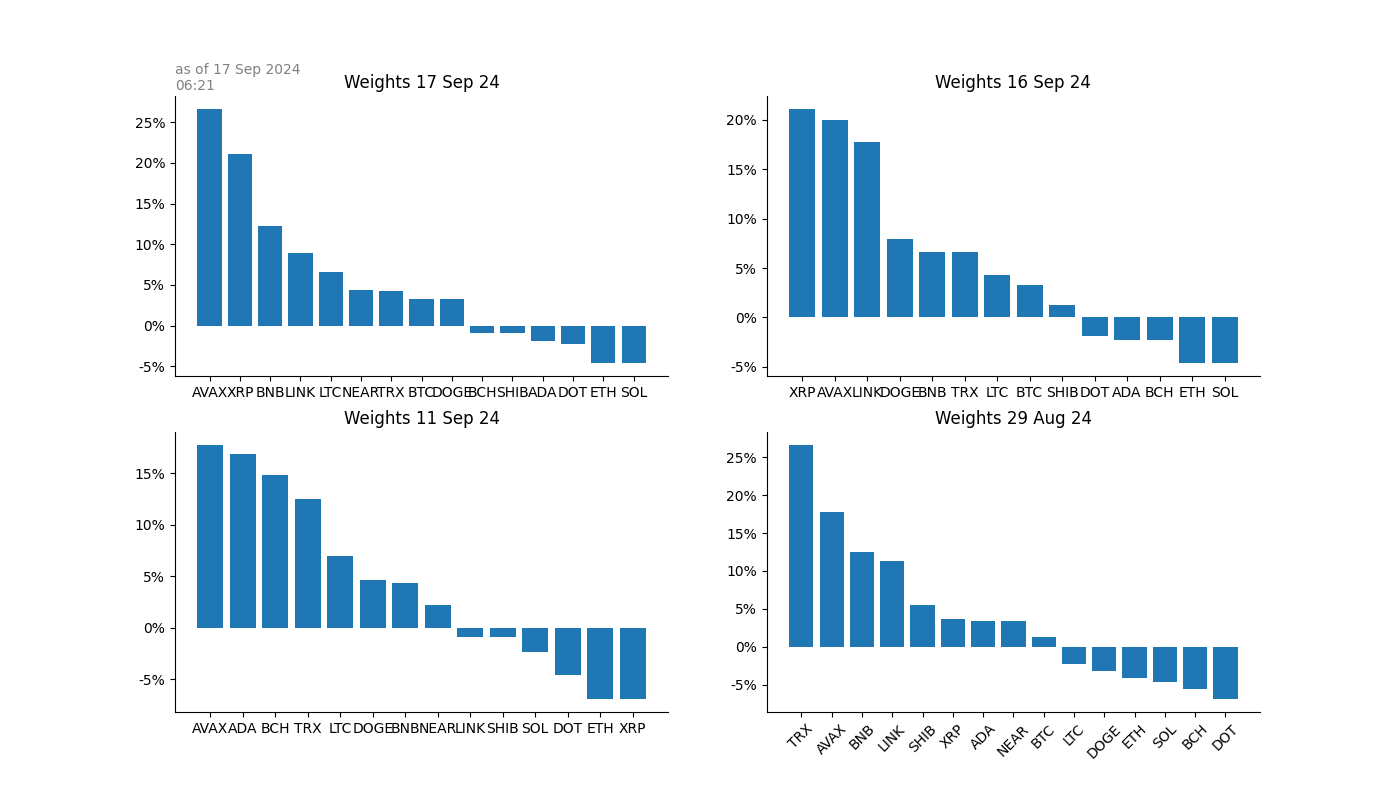 as of 17 Sep 2024
06:21
Weights 17 Sep 24
25%
20%
15%
10%
5%
0%
-5%
AVAX XRP BNB LINK LTC NEAR TRX BTC DOGE BCH SHIB ADA DOT ETH SOL
Weights 16 Sep 24
20%
15%
10%
5%
0%
-5%
XRP AVAX LINK DOGE BNB TRX LTC BTC SHIB DOT ADA BCH ETH SOL
Weights 11 Sep 24
15%
10%
5%
0%
-5%
AVAX ADA BCH TRX LTC DOGE BNB NEAR LINK SHIB SOL DOT ETH XRP
Weights 29 Aug 24
25%
20%
15%
10%
5%
0%
-5%
TRX AVAX BNB LINK SHIB XRP ADA NEAR BTC LTC DOGE ETH SOL BCH DOT